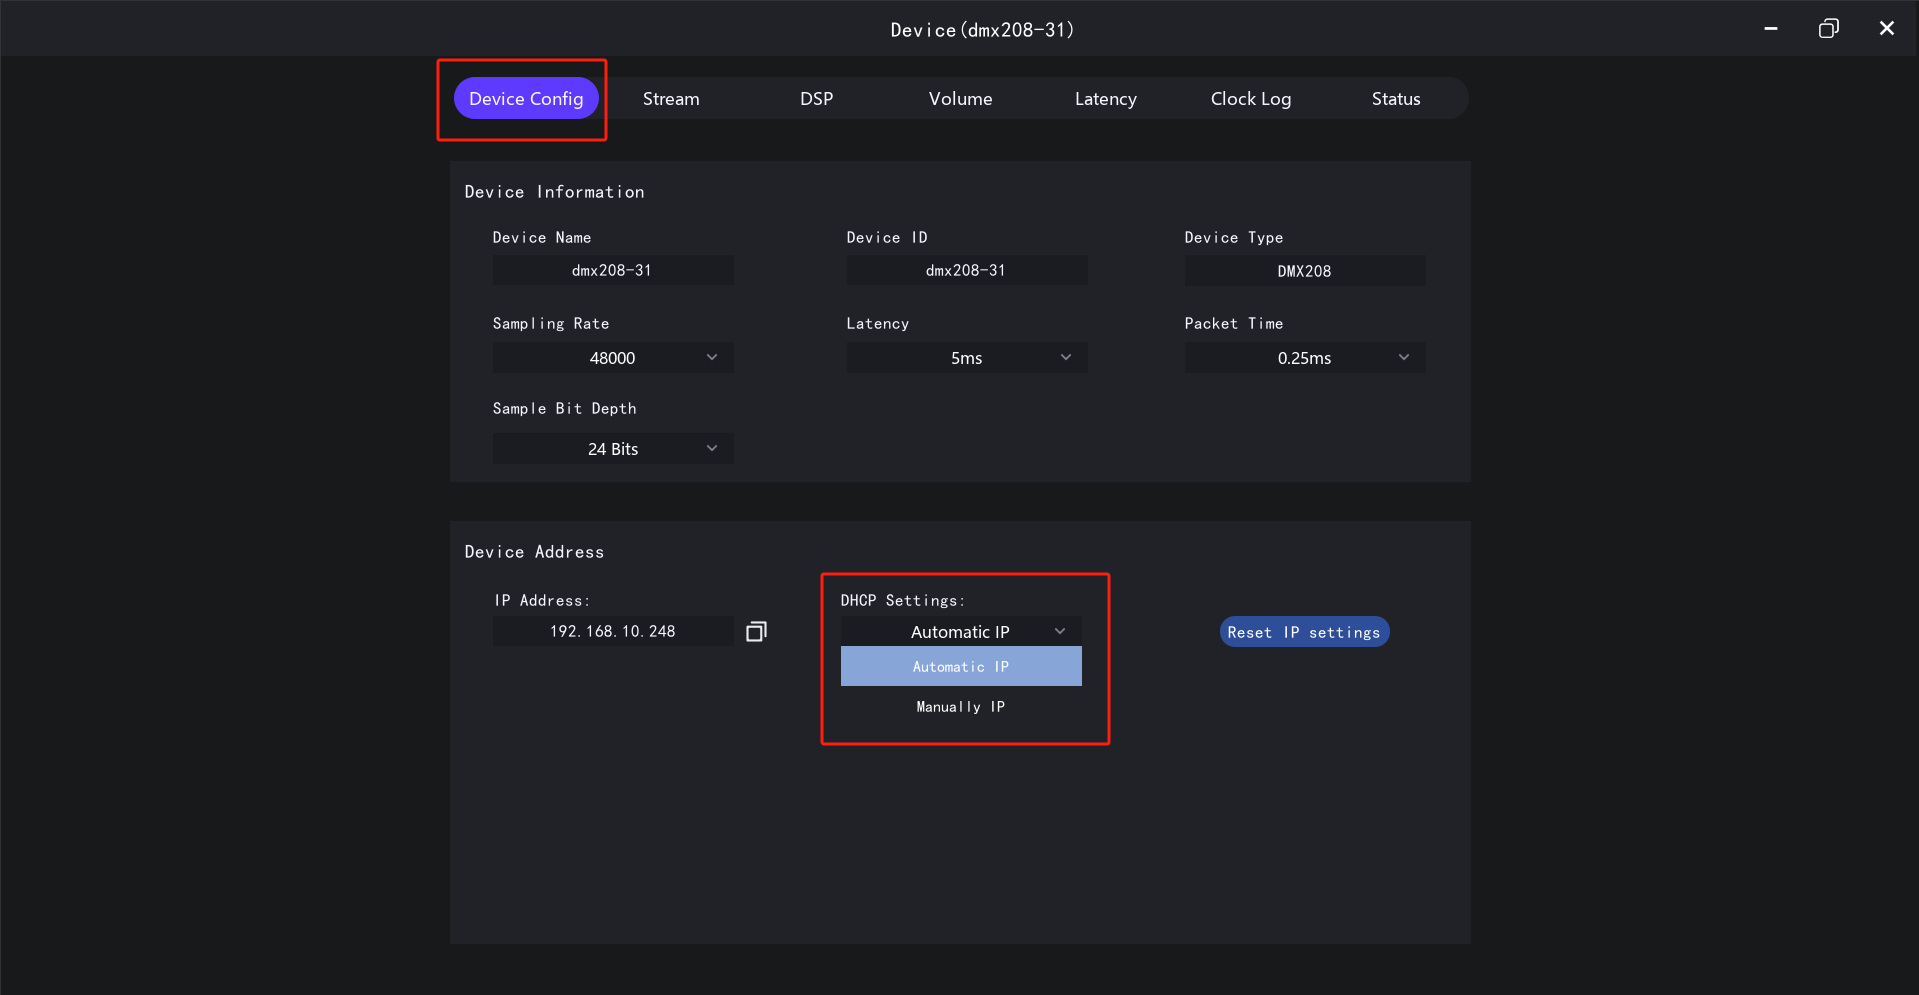 Device(dmx208-31)
Device Config Stream DSP Volume Latency Clock Log Status
Device Information
Device Name Device ID Device Type
dmx208-31 dmx208-31 DMX208
Sampling Rate Latency Packet Time
48000 5ms 0.25ms
Sample Bit Depth
24 Bits
Device Address
IP Address: DHCP Settings:
192.168.10.248 Automatic IP Reset IP settings
Automatic IP
Manually IP